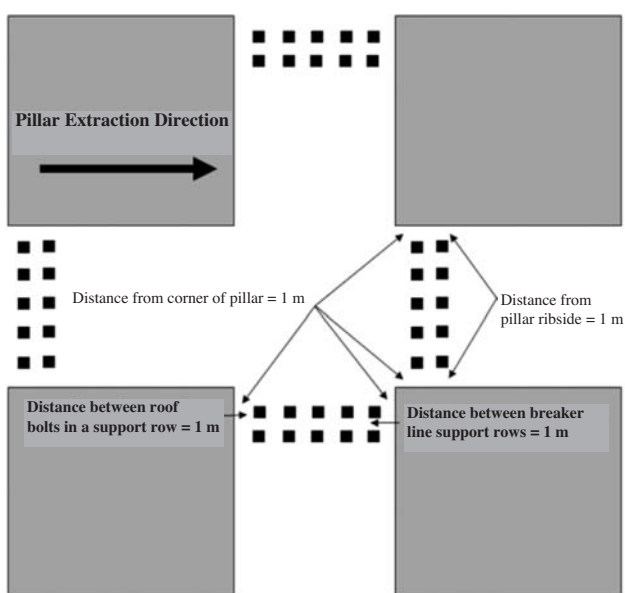 Pillar Extraction Direction
Distance from corner of pillar = 1 m
Distance from
pillar ribside = 1 m
Distance between roof
bolts in a support row = 1 m
Distance between breaker
line support rows = 1 m